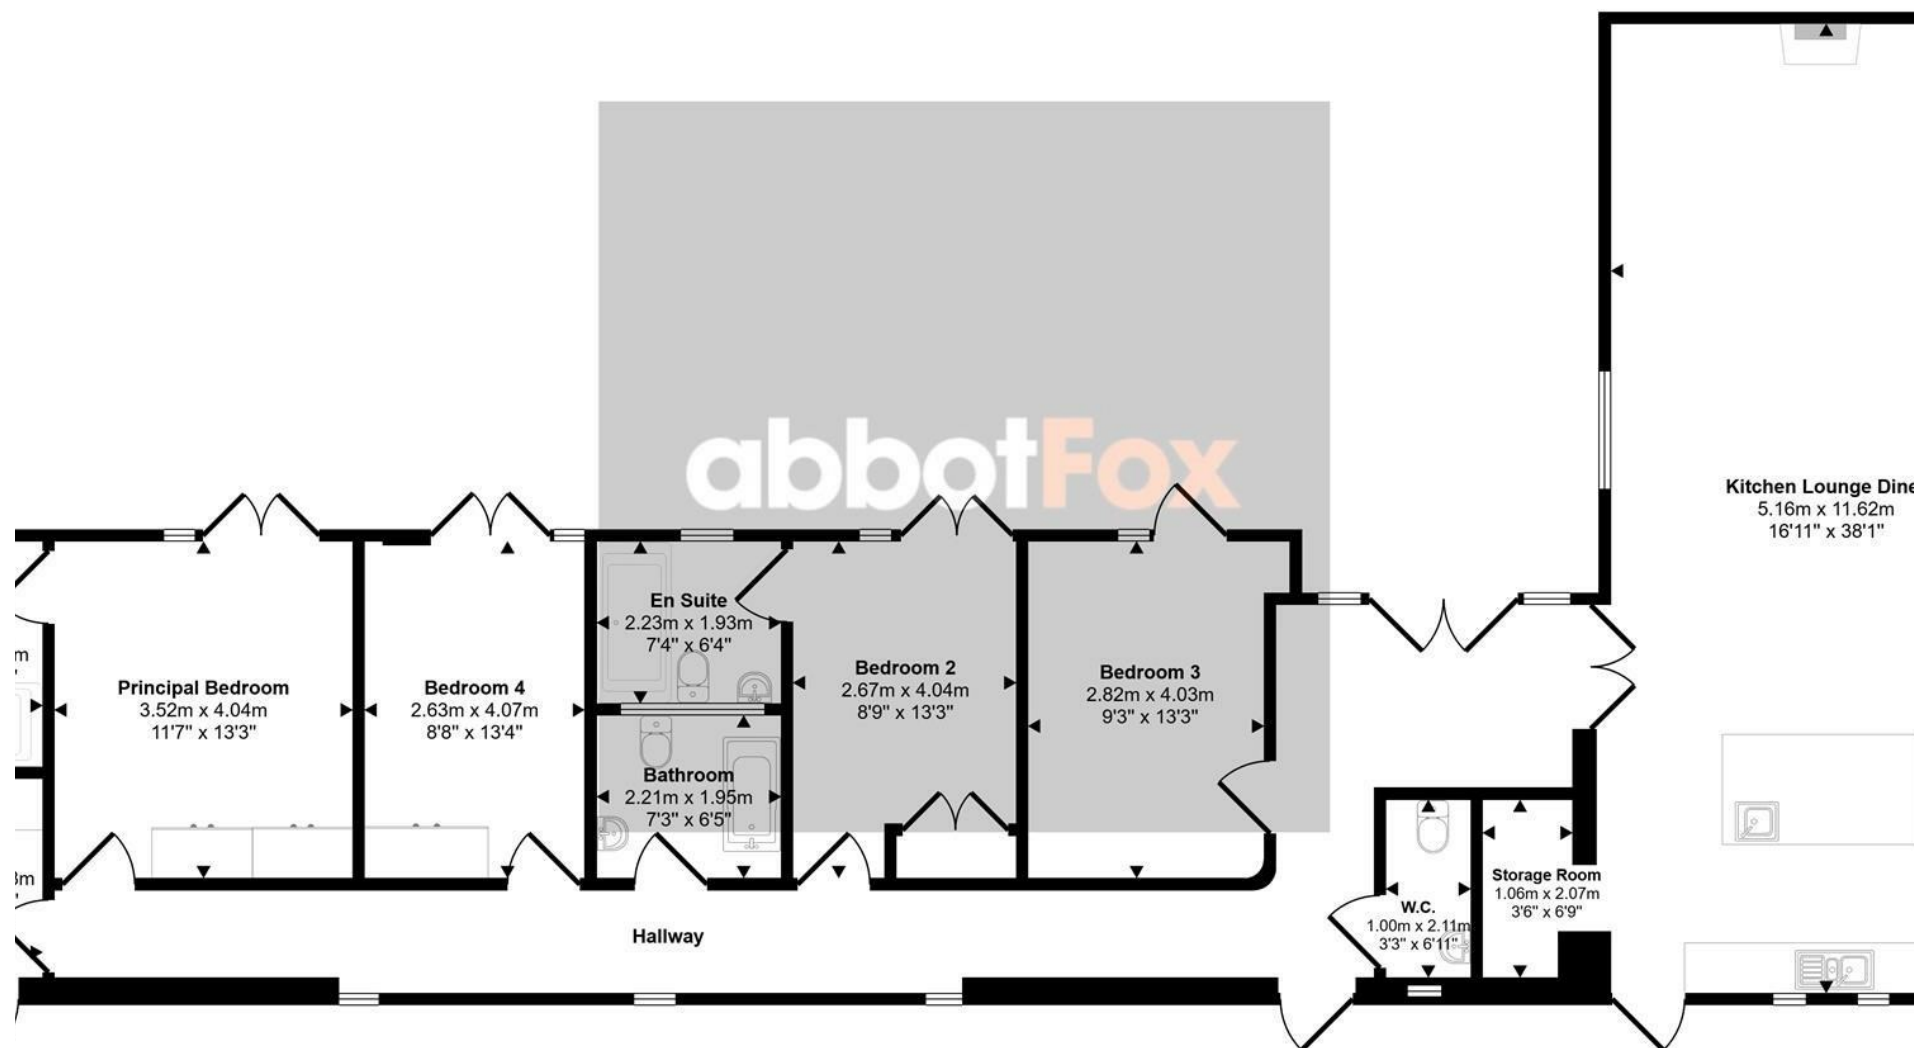 abbotFox
Kitchen Lounge Dine
5.16m x 11.62m
16'11" x 38'1"
En Suite
2.23m x 1.93m
7'4" x 6'4"
Bedroom 2
2.67m x 4.04m
8'9" x 13'3"
Bedroom 3
2.82m x 4.03m
9'3" x 13'3"
Principal Bedroom
3.52m x 4.04m
11'7" x 13'3"
Bedroom 4
2.63m x 4.07m
8'8" x 13'4"
Bathroom
2.21m x 1.95m
7'3" x 6'5"
Storage Room
1.06m x 2.07m
3'6" x 6'9"
W.C.
1.00m x 2.11m
3'3" x 6'11"
Hallway